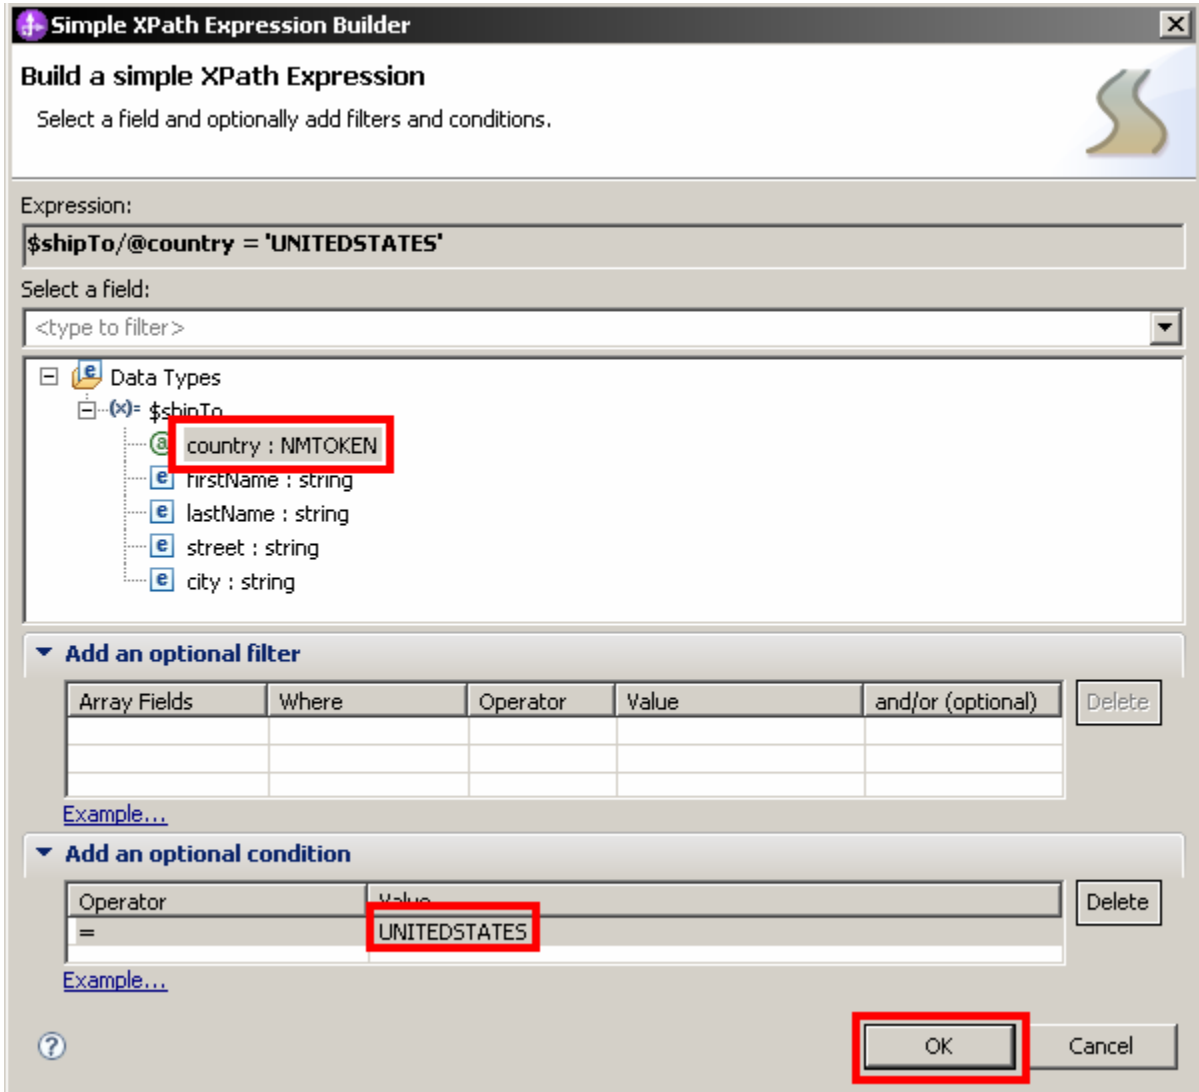 Simple XPath Expression Builder
Build a simple XPath Expression
Select a field and optionally add filters and conditions.
Expression:
$shipTo/@country = 'UNITEDSTATES'
Select a field:
<type to filter>
Data Types
(x)= $shipTo
country : NMTOKEN
firstName : string
lastName : string
street : string
city : string
Add an optional filter
Array Fields Where Operator Value and/or (optional) Delete
Example...
Add an optional condition
Operator Value Delete
= UNITEDSTATES
Example...
OK Cancel